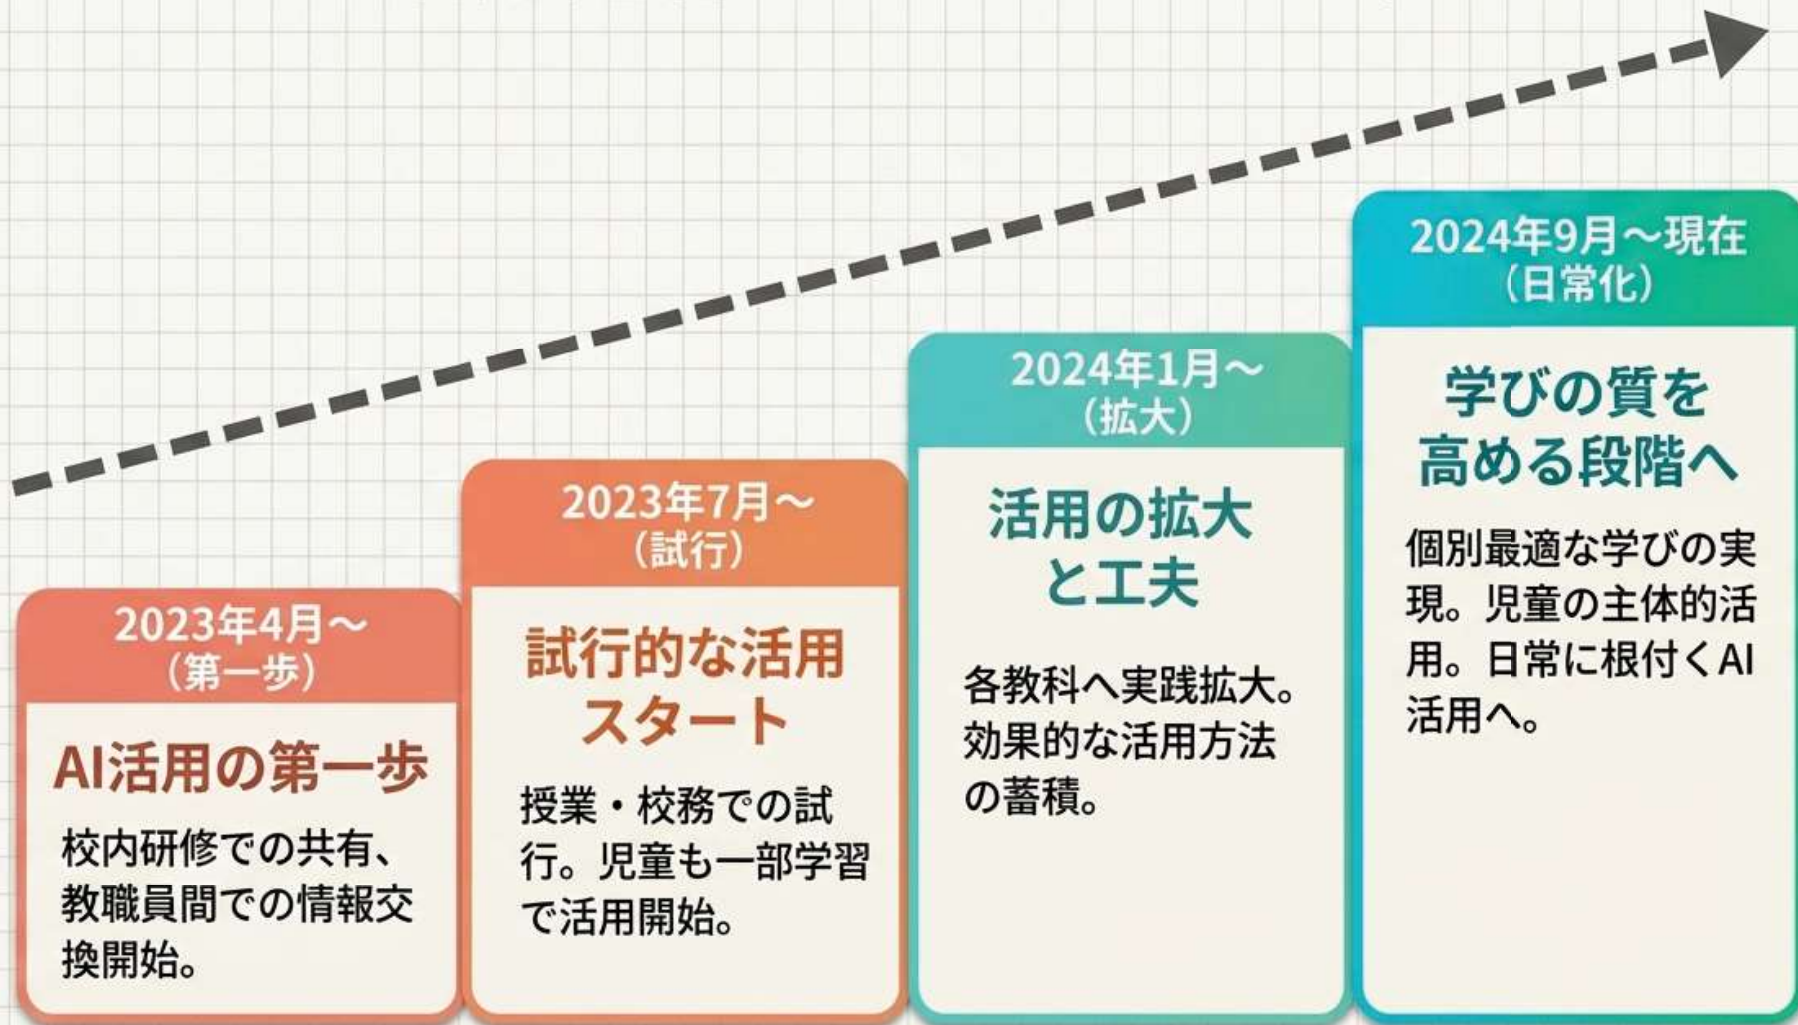 2023年4月～
（第一歩）
AI活用の第一歩
校内研修での共有、
教職員間での情報交
換開始。
2023年7月～
（試行）
試行的な活用
スタート
授業・校務での試
行。児童も一部学習
で活用開始。
2024年1月～
（拡大）
活用の拡大
と工夫
各教科へ実践拡大。
効果的な活用方法
の蓄積。
2024年9月～現在
（日常化）
学びの質を
高める段階へ
個別最適な学びの実
現。児童の主体的活
用。日常に根付くAI
活用へ。